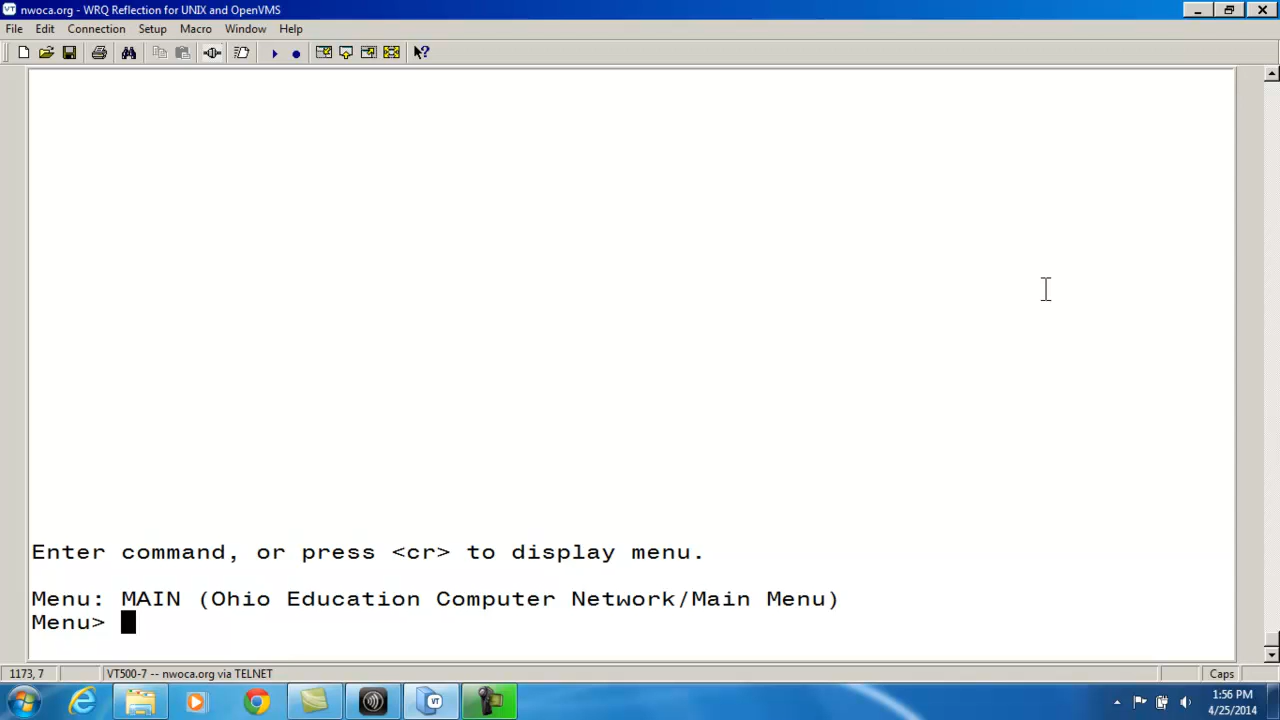 nwoca.org - WRQ Reflection for UNIX and OpenVMS
File Edit Connection Setup Macro Window Help
Enter command, or press <cr> to display menu.
Menu: MAIN (Ohio Education Computer Network/Main Menu)
Menu>
1173, 7 VT500-7 -- nwoca.org via TELNET Caps
1:56 PM
4/25/2014